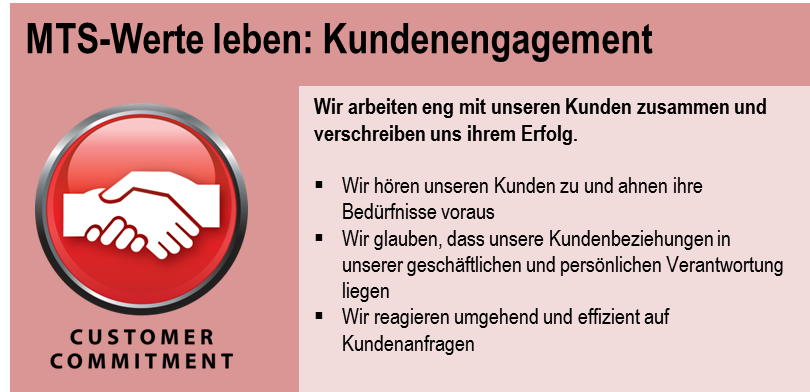 MTS-Werte leben: Kundenengagement
Wir arbeiten eng mit unseren Kunden zusammen und
verschreiben uns ihrem Erfolg.
▪ Wir hören unseren Kunden zu und ahnen ihre
Bedürfnisse voraus
▪ Wir glauben, dass unsere Kundenbeziehungen in
unserer geschäftlichen und persönlichen Verantwortung
liegen
▪ Wir reagieren umgehend und effizient auf
Kundenanfragen
CUSTOMER
COMMITMENT